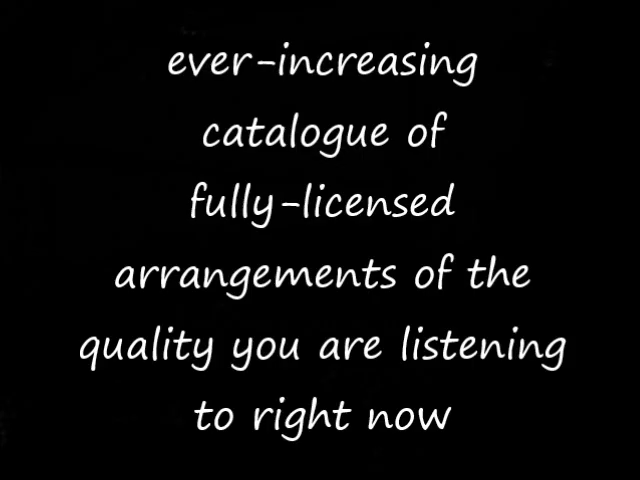 ever-increasing
catalogue of
fully-licensed
arrangements of the
quality you are listening
to right now